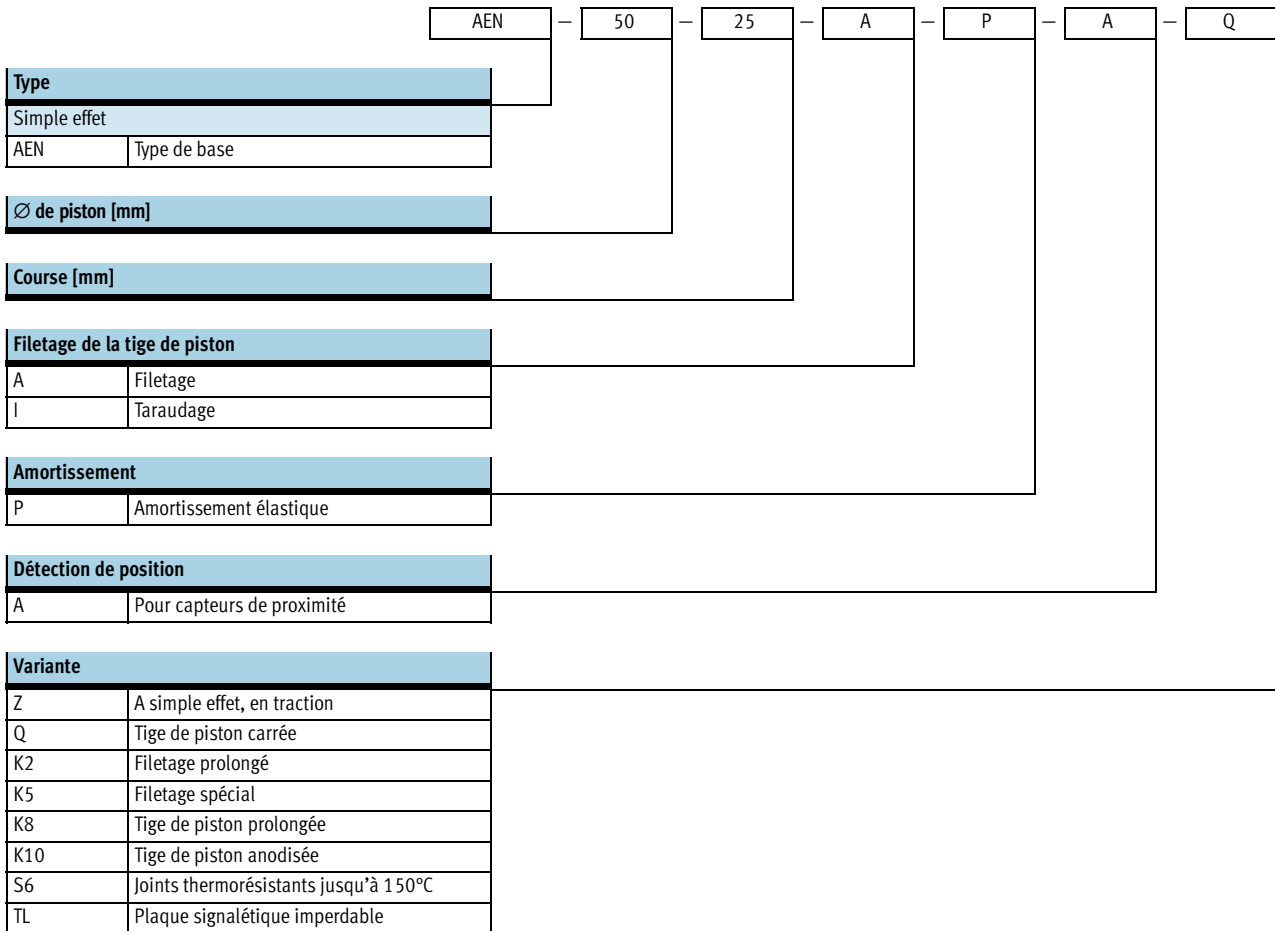 AEN – 50 – 25 – A – P – A – Q
Type
Simple effet
AEN Type de base
∅ de piston [mm]
Course [mm]
Filetage de la tige de piston
A Filetage
I Taraudage
Amortissement
P Amortissement élastique
Détection de position
A Pour capteurs de proximité
Variante
Z A simple effet, en traction
Q Tige de piston carrée
K2 Filetage prolongé
K5 Filetage spécial
K8 Tige de piston prolongée
K10 Tige de piston anodisée
S6 Joints thermorésistants jusqu’à 150°C
TL Plaque signalétique imperdable